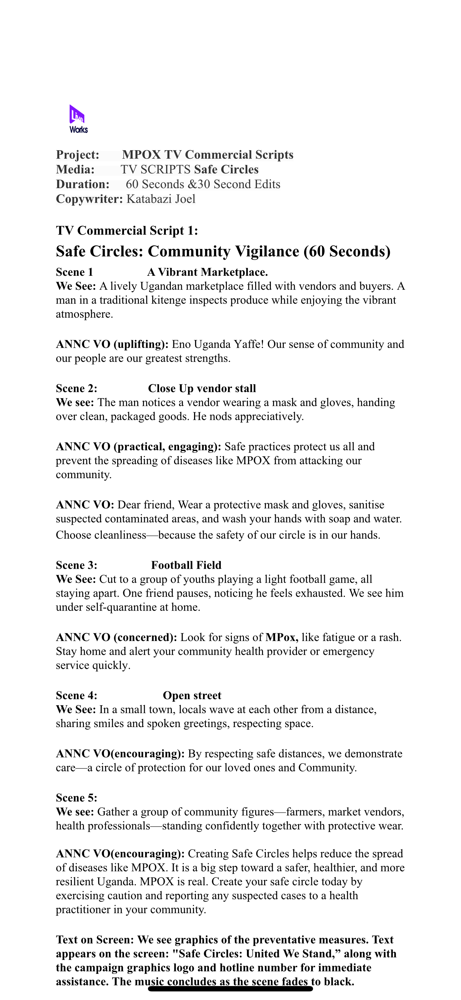 Live
Works
Project: MPOX TV Commercial Scripts
Media: TV SCRIPTS Safe Circles
Duration: 60 Seconds &30 Second Edits
Copywriter: Katabazi Joel
TV Commercial Script 1:
Safe Circles: Community Vigilance (60 Seconds)
Scene 1 A Vibrant Marketplace.
We See: A lively Ugandan marketplace filled with vendors and buyers. A
man in a traditional kitenge inspects produce while enjoying the vibrant
atmosphere.
ANNC VO (uplifting): Eno Uganda Yaffe! Our sense of community and
our people are our greatest strengths.
Scene 2: Close Up vendor stall
We see: The man notices a vendor wearing a mask and gloves, handing
over clean, packaged goods. He nods appreciatively.
ANNC VO (practical, engaging): Safe practices protect us all and
prevent the spreading of diseases like MPOX from attacking our
community.
ANNC VO: Dear friend, Wear a protective mask and gloves, sanitise
suspected contaminated areas, and wash your hands with soap and water.
Choose cleanliness—because the safety of our circle is in our hands.
Scene 3: Football Field
We See: Cut to a group of youths playing a light football game, all
staying apart. One friend pauses, noticing he feels exhausted. We see him
under self-quarantine at home.
ANNC VO (concerned): Look for signs of MPox, like fatigue or a rash.
Stay home and alert your community health provider or emergency
service quickly.
Scene 4: Open street
We See: In a small town, locals wave at each other from a distance,
sharing smiles and spoken greetings, respecting space.
ANNC VO(encouraging): By respecting safe distances, we demonstrate
care—a circle of protection for our loved ones and Community.
Scene 5:
We see: Gather a group of community figures—farmers, market vendors,
health professionals—standing confidently together with protective wear.
ANNC VO(encouraging): Creating Safe Circles helps reduce the spread
of diseases like MPOX. It is a big step toward a safer, healthier, and more
resilient Uganda. MPOX is real. Create your safe circle today by
exercising caution and reporting any suspected cases to a health
practitioner in your community.
Text on Screen: We see graphics of the preventative measures. Text
appears on the screen: "Safe Circles: United We Stand,” along with
the campaign graphics logo and hotline number for immediate
assistance. The music concludes as the scene fades to black.